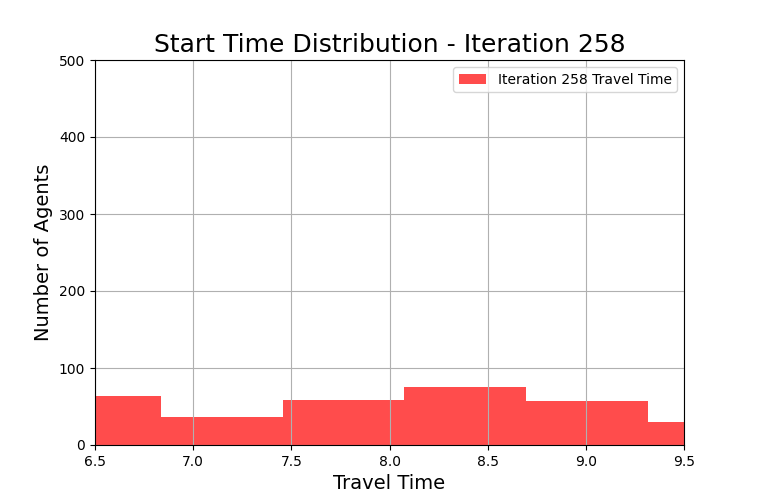 Start Time Distribution - Iteration 258
Iteration 258 Travel Time
Number of Agents
500
400
300
200
100
0
6.5 7.0 7.5 8.0 8.5 9.0 9.5
Travel Time